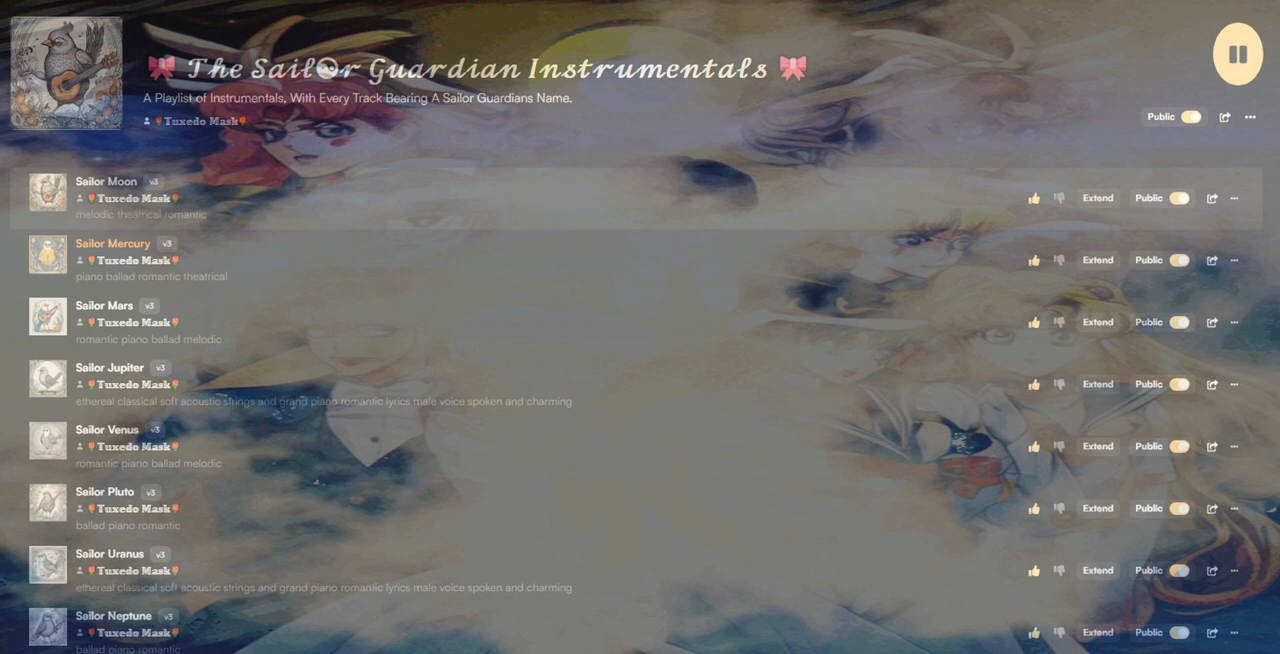 🎀 The Sailor Guardian Instrumentals 🎀
A Playlist of Instrumentals, With Every Track Bearing A Sailor Guardians Name.
🌹Tuxedo Mask🌹
Public
Sailor Moon v3
🌹Tuxedo Mask🌹
melodic theatrical romantic
Extend Public
Sailor Mercury v3
🌹Tuxedo Mask🌹
piano ballad romantic theatrical
Extend Public
Sailor Mars v3
🌹Tuxedo Mask🌹
romantic piano ballad melodic
Extend Public
Sailor Jupiter v3
🌹Tuxedo Mask🌹
ethereal classical soft acoustic strings and grand piano romantic lyrics male voice spoken and charming
Extend Public
Sailor Venus v3
🌹Tuxedo Mask🌹
romantic piano ballad melodic
Extend Public
Sailor Pluto v3
🌹Tuxedo Mask🌹
ballad piano romantic
Extend Public
Sailor Uranus v3
🌹Tuxedo Mask🌹
ethereal classical soft acoustic strings and grand piano romantic lyrics male voice spoken and charming
Extend Public
Sailor Neptune v3
🌹Tuxedo Mask🌹
ballad piano romantic
Extend Public